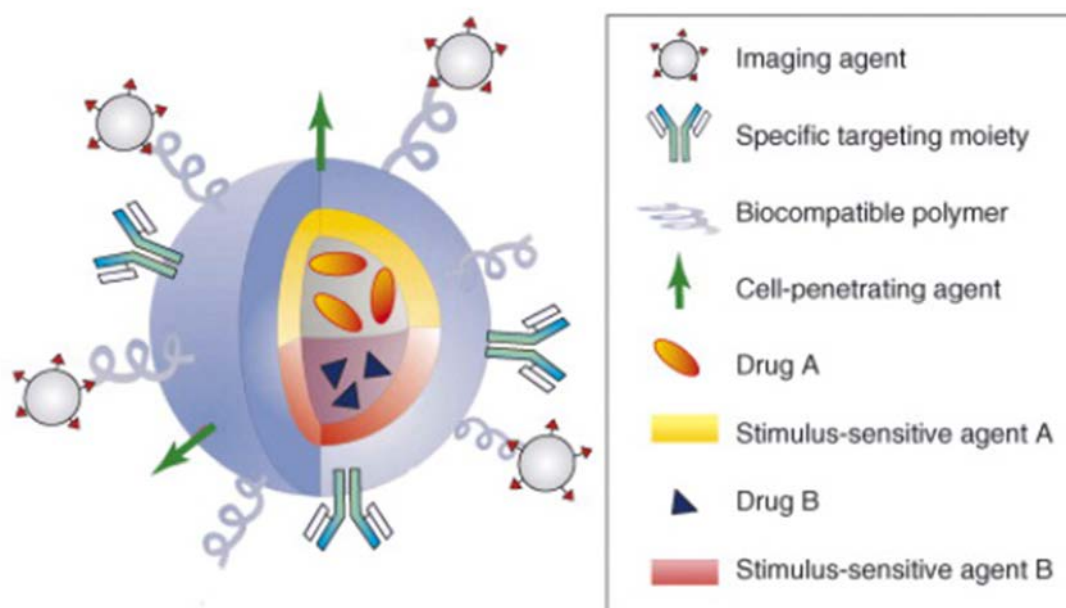 Imaging agent
Specific targeting moiety
Biocompatible polymer
Cell-penetrating agent
Drug A
Stimulus-sensitive agent A
Drug B
Stimulus-sensitive agent B